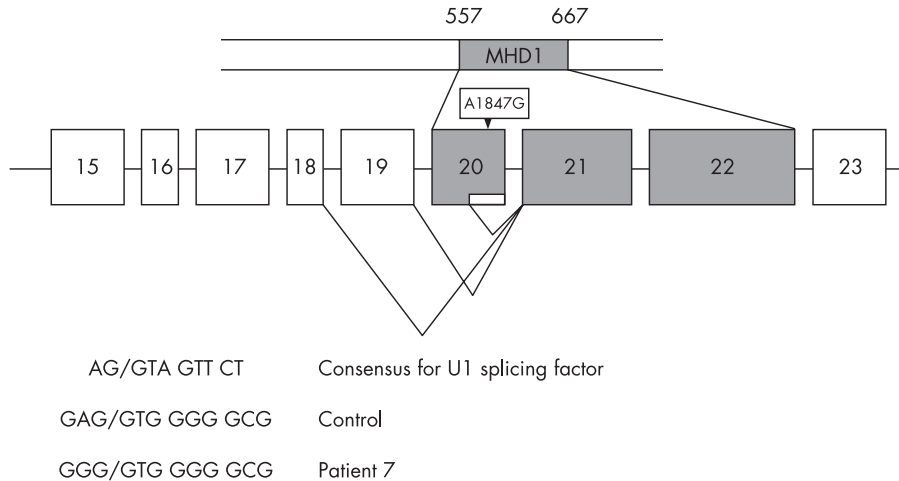 557 667
MHD1
A1847G
15 16 17 18 19 20 21 22 23
AG/GTA GTT CT Consensus for U1 splicing factor
GAG/GTG GGG GCG Control
GGG/GTG GGG GCG Patient 7